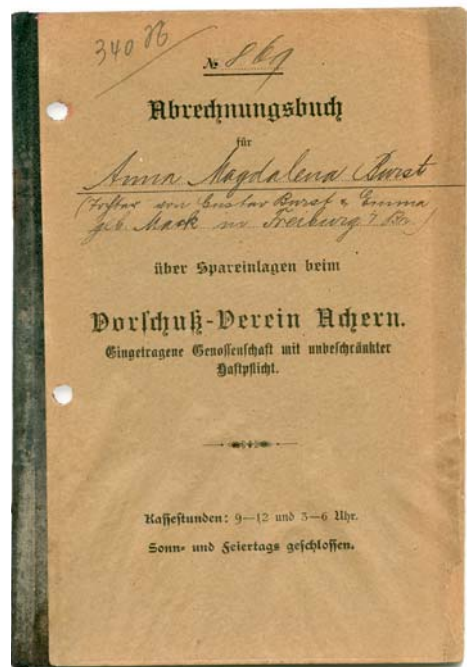 340
№ 869
Abrechnungsbuch
für
Anna Magdalena Burst
(Tochter von Gustav Burst & Emma
geb. Mack in Freiburg i/Br.)
über Spareinlagen beim
Vorschuß-Verein Achern.
Eingetragene Genossenschaft mit unbeschränkter
Haftpflicht.
Kassestunden: 9—12 und 3—6 Uhr.
Sonn- und Feiertags geschlossen.